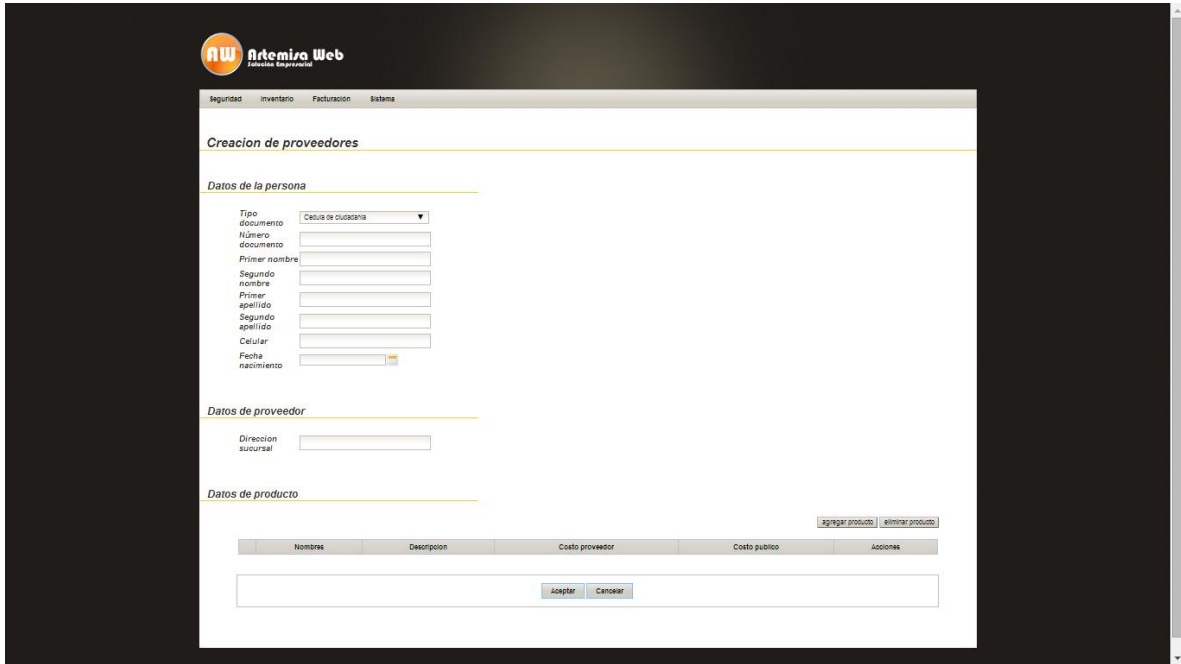 AW Artemisa Web
Solución Empresarial
Seguridad Inventario Facturación Sistema
Creacion de proveedores
Datos de la persona
Tipo
documento
Cedula de ciudadania
Número
documento
Primer nombre
Segundo
nombre
Primer
apellido
Segundo
apellido
Celular
Fecha
nacimiento
Datos de proveedor
Direccion
sucursal
Datos de producto
agregar producto eliminar producto
Nombres Descripcion Costo proveedor Costo publico Acciones
Aceptar Cancelar